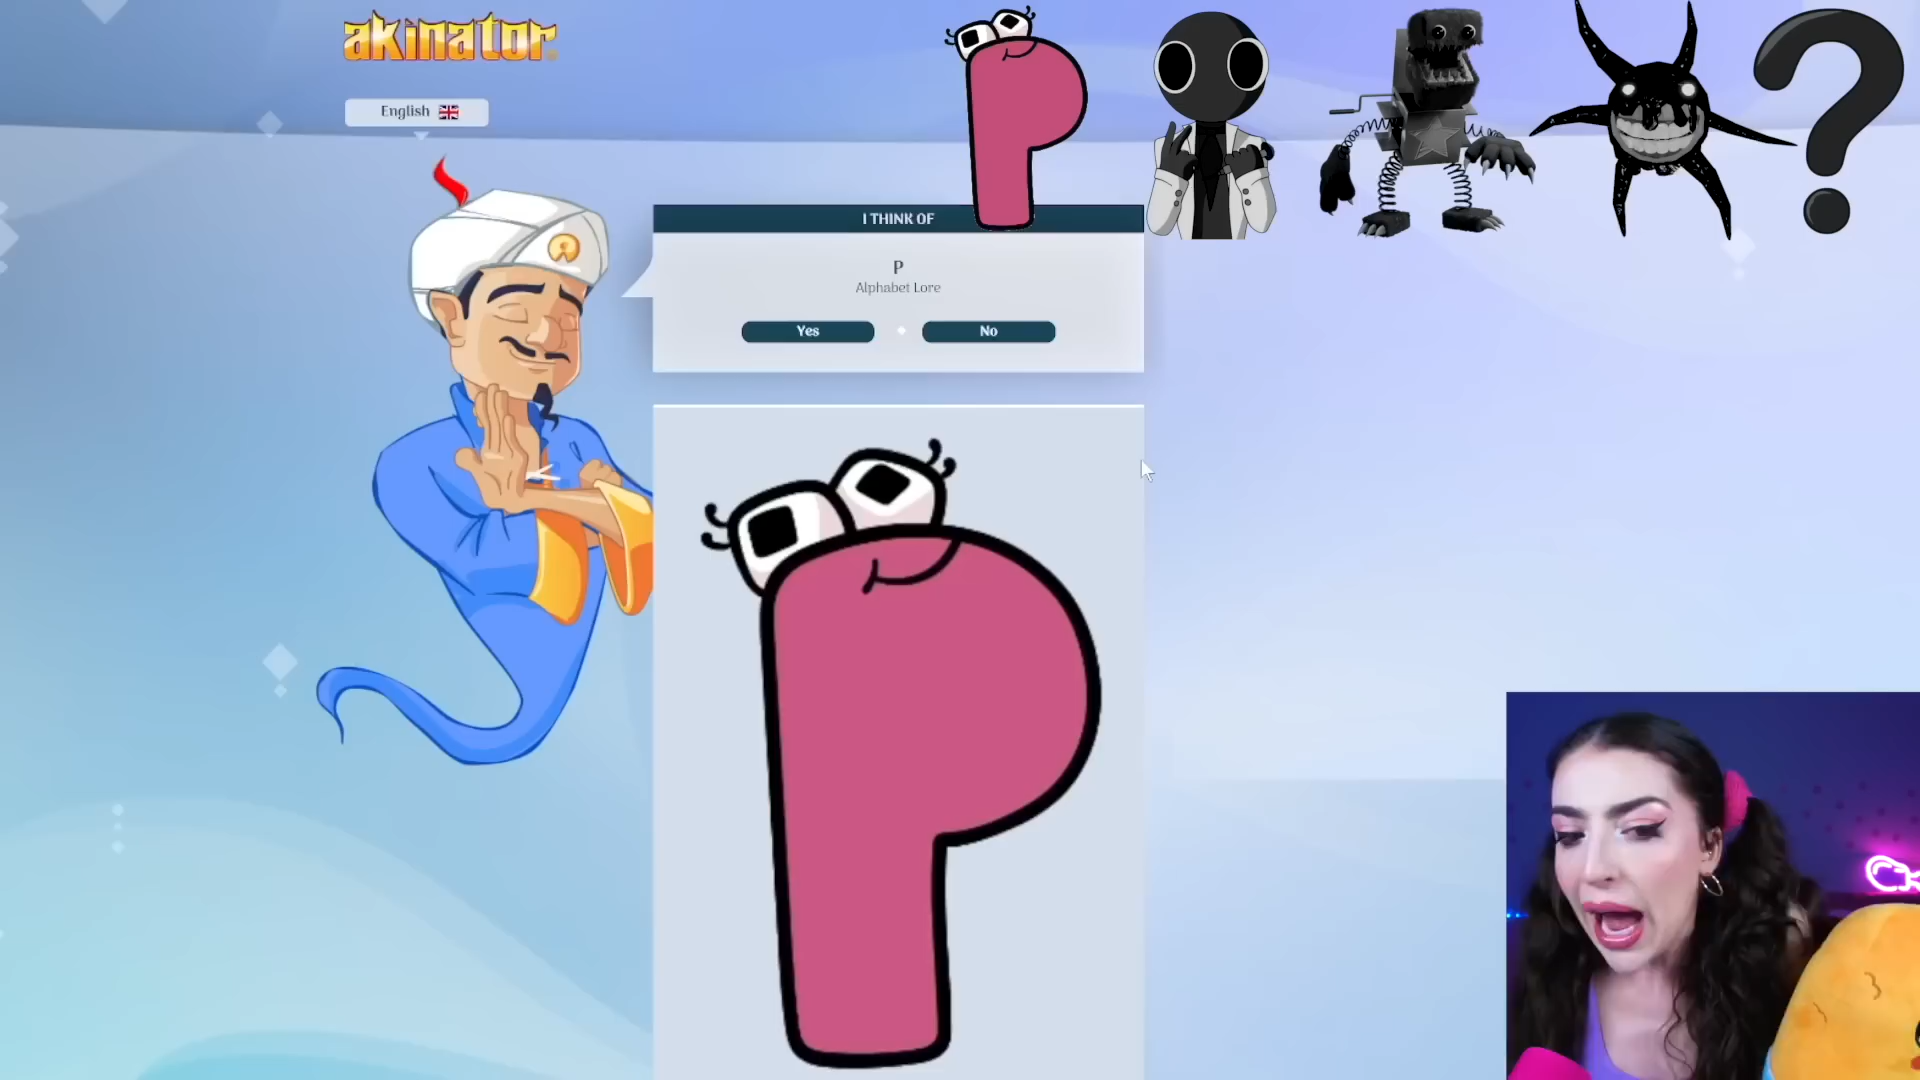 akinator
English
I THINK OF
P
Alphabet Lore
Yes
No